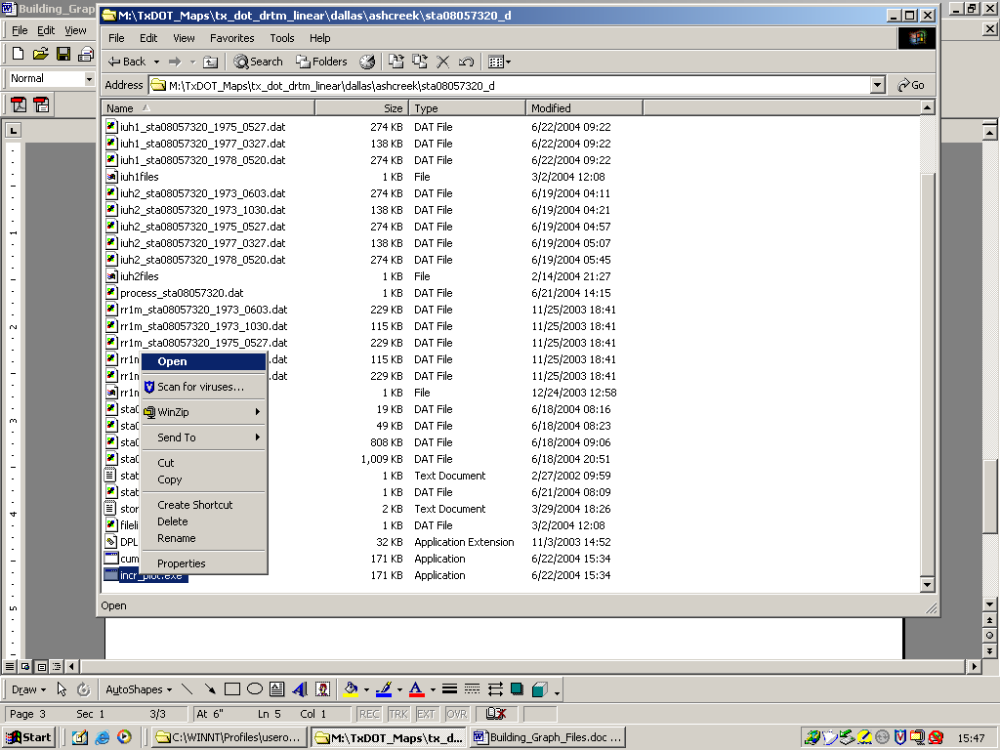 Building_Graph
M:\TxDOT_Maps\tx_dot_drtm_linear\dallas\ashcreek\sta08057320_d
File Edit View
File Edit View Favorites Tools Help
Back Search Folders
Normal
Address M:\TxDOT_Maps\tx_dot_drtm_linear\dallas\ashcreek\sta08057320_d Go
Name Size Type Modified
iuh1_sta08057320_1975_0527.dat 274 KB DAT File 6/22/2004 09:22
iuh1_sta08057320_1977_0327.dat 138 KB DAT File 6/22/2004 09:22
iuh1_sta08057320_1978_0520.dat 274 KB DAT File 6/22/2004 09:22
iuh1files 1 KB File 3/2/2004 12:08
iuh2_sta08057320_1973_0603.dat 274 KB DAT File 6/19/2004 04:11
iuh2_sta08057320_1973_1030.dat 138 KB DAT File 6/19/2004 04:21
iuh2_sta08057320_1975_0527.dat 274 KB DAT File 6/19/2004 04:57
iuh2_sta08057320_1977_0327.dat 138 KB DAT File 6/19/2004 05:07
iuh2_sta08057320_1978_0520.dat 274 KB DAT File 6/19/2004 05:45
iuh2files 1 KB File 2/14/2004 21:27
process_sta08057320.dat 1 KB DAT File 6/21/2004 14:15
rr1m_sta08057320_1973_0603.dat 229 KB DAT File 11/25/2003 18:41
rr1m_sta08057320_1973_1030.dat 115 KB DAT File 11/25/2003 18:41
rr1m_sta08057320_1975_0527.dat 229 KB DAT File 11/25/2003 18:41
rr1n .dat 115 KB DAT File 11/25/2003 18:41
rr1n .dat 229 KB DAT File 11/25/2003 18:41
rr1n 1 KB File 12/24/2003 12:58
sta0 19 KB DAT File 6/18/2004 08:16
sta0 49 KB DAT File 6/18/2004 08:23
sta0 808 KB DAT File 6/18/2004 09:06
sta0 1,009 KB DAT File 6/18/2004 20:51
stat 1 KB Text Document 2/27/2002 09:59
stat 1 KB DAT File 6/21/2004 08:09
stor 2 KB Text Document 3/29/2004 18:26
fileli 1 KB DAT File 3/2/2004 12:08
DPL 32 KB Application Extension 11/3/2003 14:52
cum 171 KB Application 6/22/2004 15:34
incr_plot.exe 171 KB Application 6/22/2004 15:34
Open
Scan for viruses...
WinZip
Send To
Cut
Copy
Create Shortcut
Delete
Rename
Properties
Open
1
2
3
4
5
Draw AutoShapes
Page 3 Sec 1 3/3 At 6" Ln 5 Col 1 REC TRK EXT OVR
Start C:\WINNT\Profiles\usero... M:\TxDOT_Maps\tx_d... Building_Graph_Files.doc ... 15:47